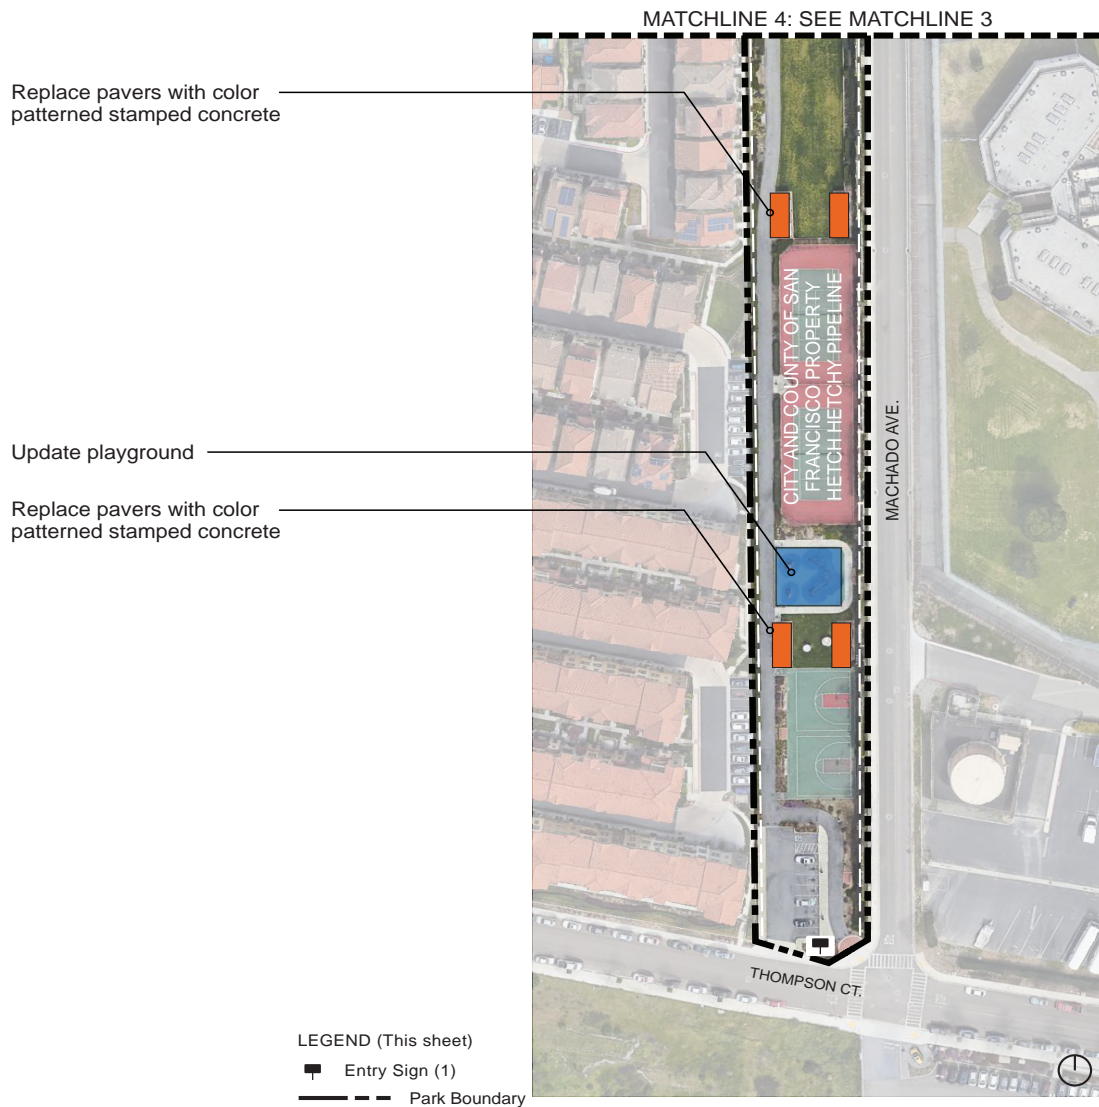 MATCHLINE 4: SEE MATCHLINE 3
Replace pavers with color
patterned stamped concrete
CITY AND COUNTY OF SAN
FRANCISCO PROPERTY
HETCH HETCHY PIPELINE
MACHADO AVE.
Update playground
Replace pavers with color
patterned stamped concrete
THOMPSON CT.
LEGEND (This sheet)
Entry Sign (1)
Park Boundary